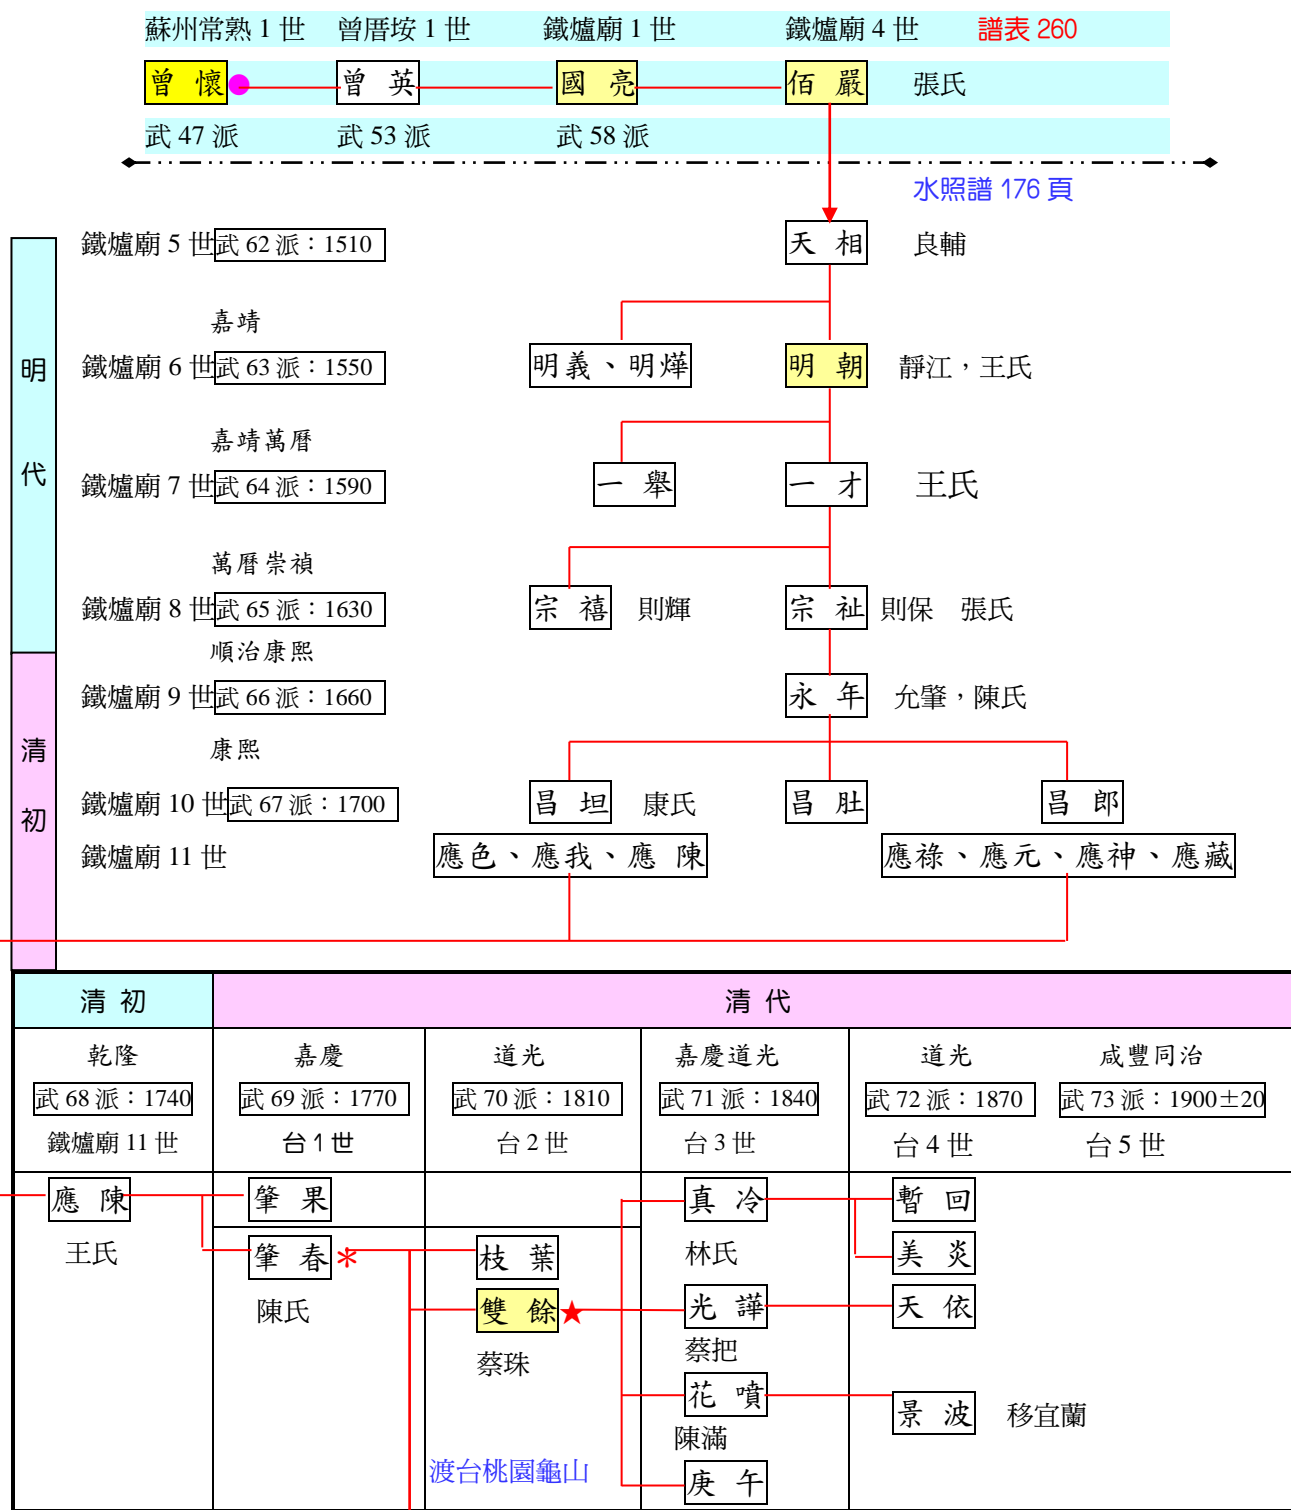 蘇州常熟 1 世 曾厝垵 1 世 鐵爐廟 1 世 鐵爐廟 4 世 譜表 260
曾 懷 曾 英 國 亮 佰 嚴 張氏
武 47 派 武 53 派 武 58 派
水照譜 176 頁
鐵爐廟 5 世 武 62 派：1510 天 相 良輔
嘉靖
鐵爐廟 6 世 武 63 派：1550 明義、明燁 明 朝 靜江，王氏
嘉靖萬曆
鐵爐廟 7 世 武 64 派：1590 一 舉 一 才 王氏
萬曆崇禎
鐵爐廟 8 世 武 65 派：1630 宗 禧 則輝 宗 祉 則保 張氏
明代
順治康熙
鐵爐廟 9 世 武 66 派：1660 永 年 允肇，陳氏
康熙
鐵爐廟 10 世 武 67 派：1700 昌 坦 康氏 昌 肚 昌 郎
鐵爐廟 11 世 應色、應我、應 陳 應祿、應元、應神、應藏
清初
清 初 清 代
乾隆 嘉慶 道光 嘉慶道光 道光 咸豐同治
武 68 派：1740 武 69 派：1770 武 70 派：1810 武 71 派：1840 武 72 派：1870 武 73 派：1900±20
鐵爐廟 11 世 台 1 世 台 2 世 台 3 世 台 4 世 台 5 世
應 陳 肇 果 真 冷 暫 回
王氏 肇 春＊ 枝 葉 林氏 美 炎
陳氏 雙 餘★ 光 譁 天 依
蔡珠 蔡把
花 噴 景 波 移宜蘭
陳滿
渡台桃園龜山 庚 午